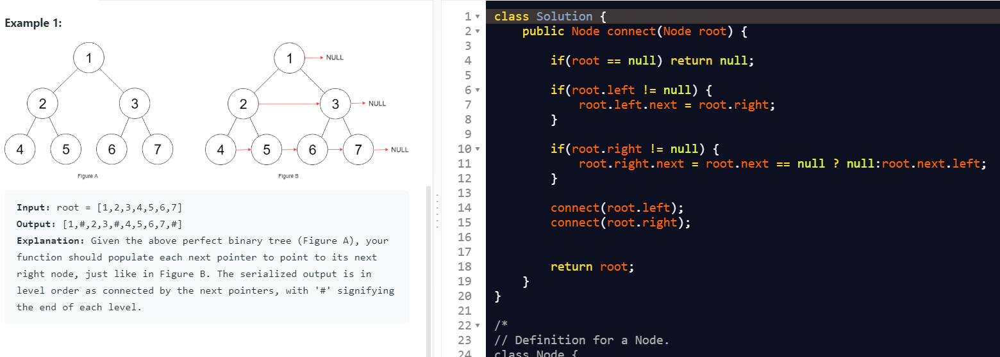 Example 1:
1
2 3
4 5 6 7
Figure A
1 NULL
2 3 NULL
4 5 6 7 NULL
Figure B
Input: root = [1,2,3,4,5,6,7]
Output: [1,#,2,3,#,4,5,6,7,#]
Explanation: Given the above perfect binary tree (Figure A), your
function should populate each next pointer to point to its next
right node, just like in Figure B. The serialized output is in
level order as connected by the next pointers, with '#' signifying
the end of each level.
1 class Solution {
2     public Node connect(Node root) {
3
4         if(root == null) return null;
5
6         if(root.left != null) {
7             root.left.next = root.right;
8         }
9
10         if(root.right != null) {
11             root.right.next = root.next == null ? null:root.next.left;
12         }
13
14         connect(root.left);
15         connect(root.right);
16
17
18         return root;
19     }
20 }
21
22 /*
23 // Definition for a Node.
24 class Node {